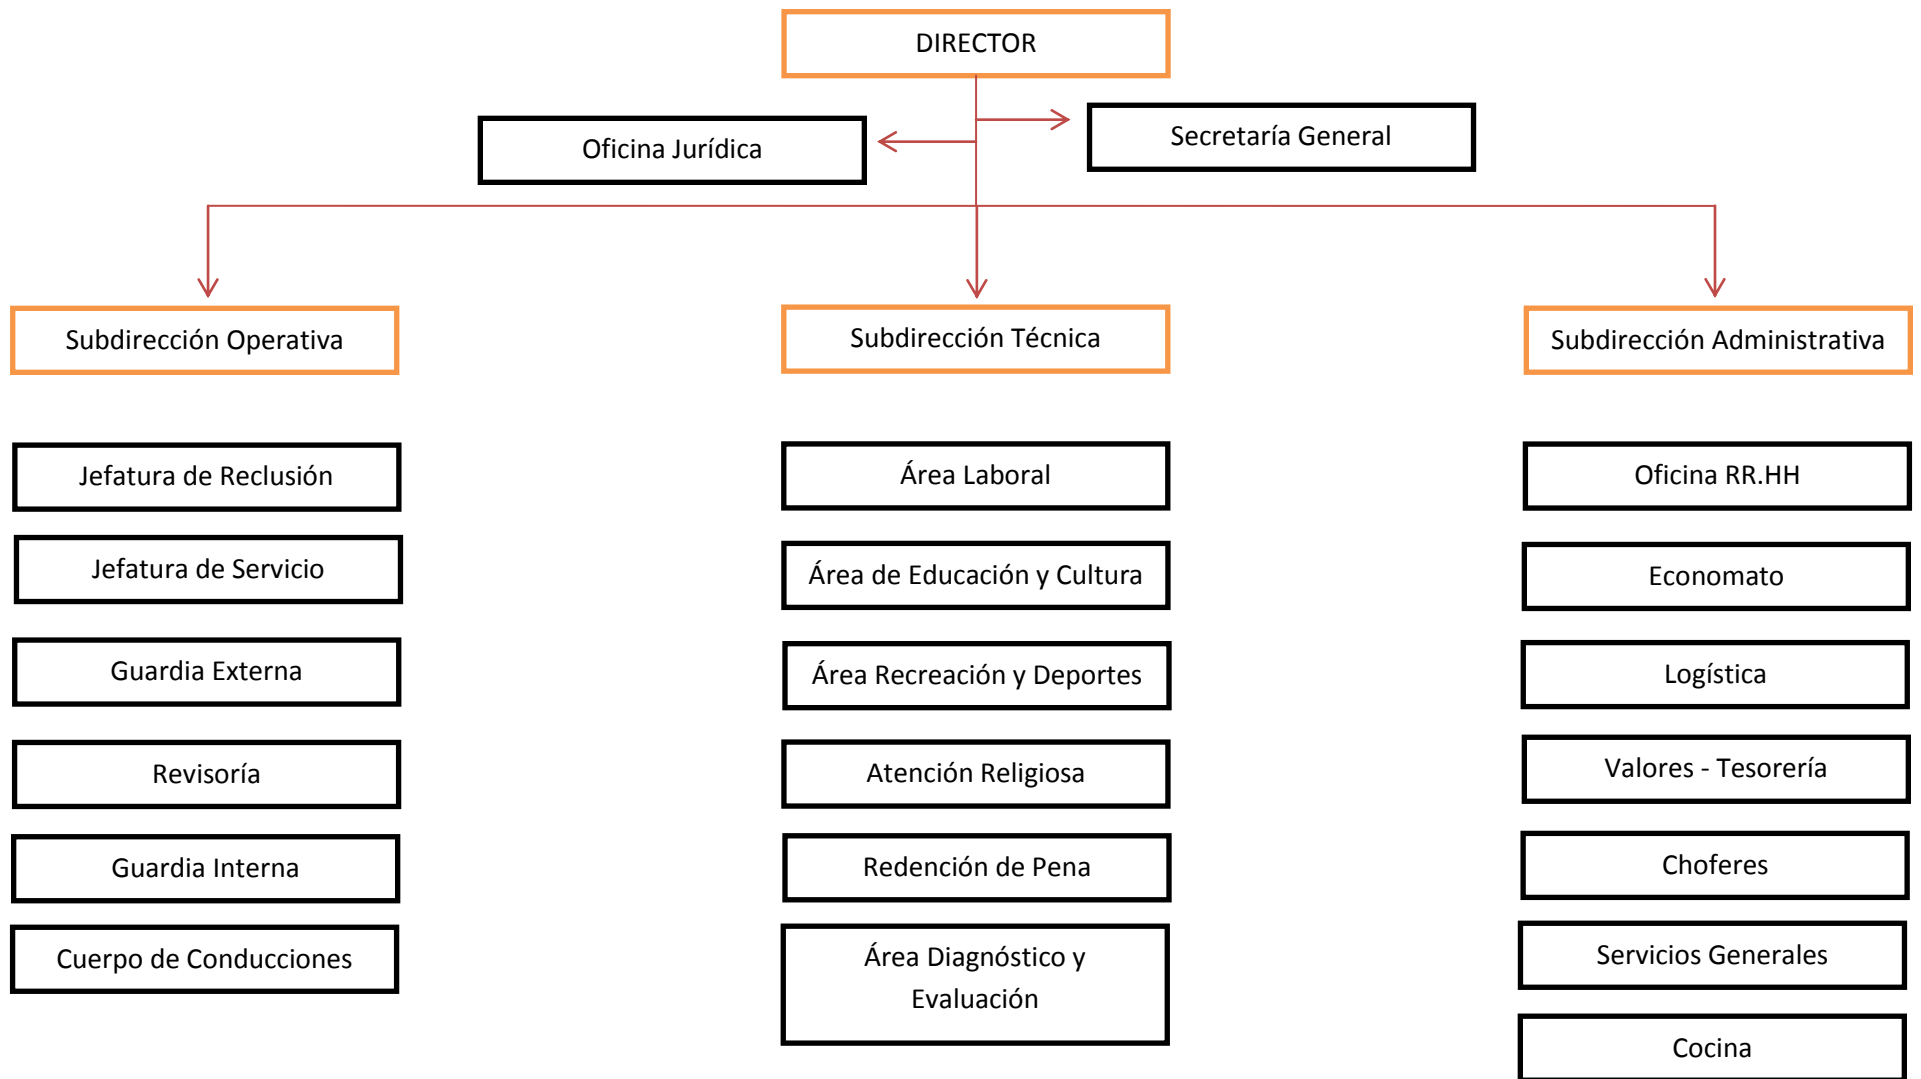 DIRECTOR
Secretaría General
Oficina Jurídica
Subdirección Operativa
Subdirección Técnica
Subdirección Administrativa
Jefatura de Reclusión
Área Laboral
Oficina RR.HH
Jefatura de Servicio
Área de Educación y Cultura
Economato
Guardia Externa
Área Recreación y Deportes
Logística
Revisoría
Atención Religiosa
Valores - Tesorería
Guardia Interna
Redención de Pena
Choferes
Cuerpo de Conducciones
Área Diagnóstico y
Evaluación
Servicios Generales
Cocina